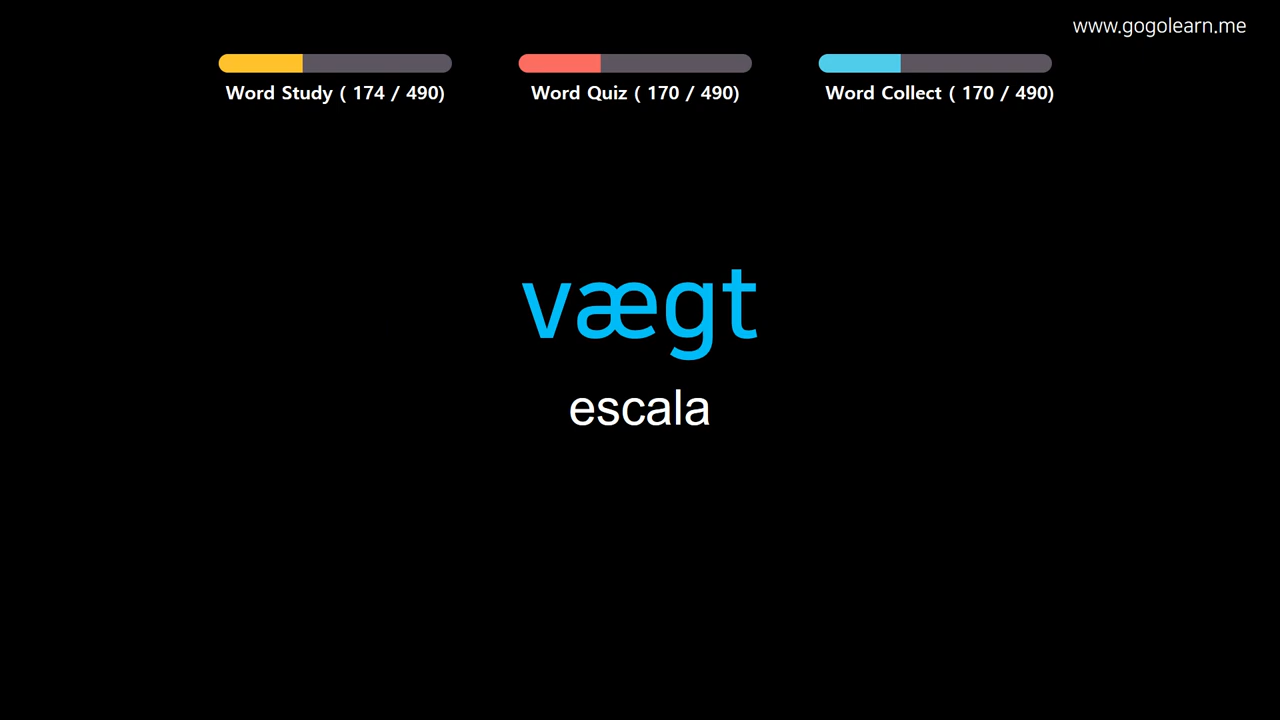 www.gogolearn.me
Word Study ( 174 / 490)
Word Quiz ( 170 / 490)
Word Collect ( 170 / 490)
vægt
escala